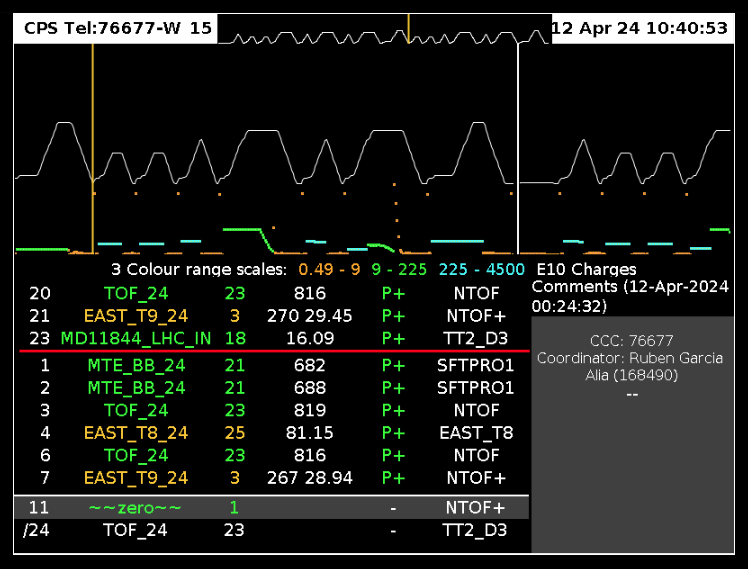 CPS Tel:76677-W 15
12 Apr 24 10:40:53
3 Colour range scales: 0.49 - 9 9 - 225 225 - 4500 E10 Charges
Comments (12-Apr-2024
00:24:32)
20 TOF_24 23 816 P+ NTOF
21 EAST_T9_24 3 270 29.45 P+ NTOF+
23 MD11844_LHC_IN 18 16.09 P+ TT2_D3
1 MTE_BB_24 21 682 P+ SFTPRO1
2 MTE_BB_24 21 688 P+ SFTPRO1
3 TOF_24 23 819 P+ NTOF
4 EAST_T8_24 25 81.15 P+ EAST_T8
6 TOF_24 23 816 P+ NTOF
7 EAST_T9_24 3 267 28.94 P+ NTOF+
11 ~~zero~~ 1 - NTOF+
/24 TOF_24 23 - TT2_D3
CCC: 76677
Coordinator: Ruben Garcia
Alia (168490)
--